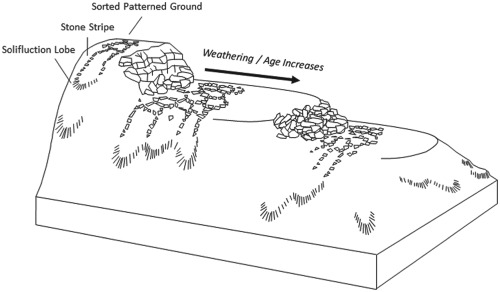 Sorted Patterned Ground
Stone Stripe
Solifluction Lobe
Weathering / Age Increases